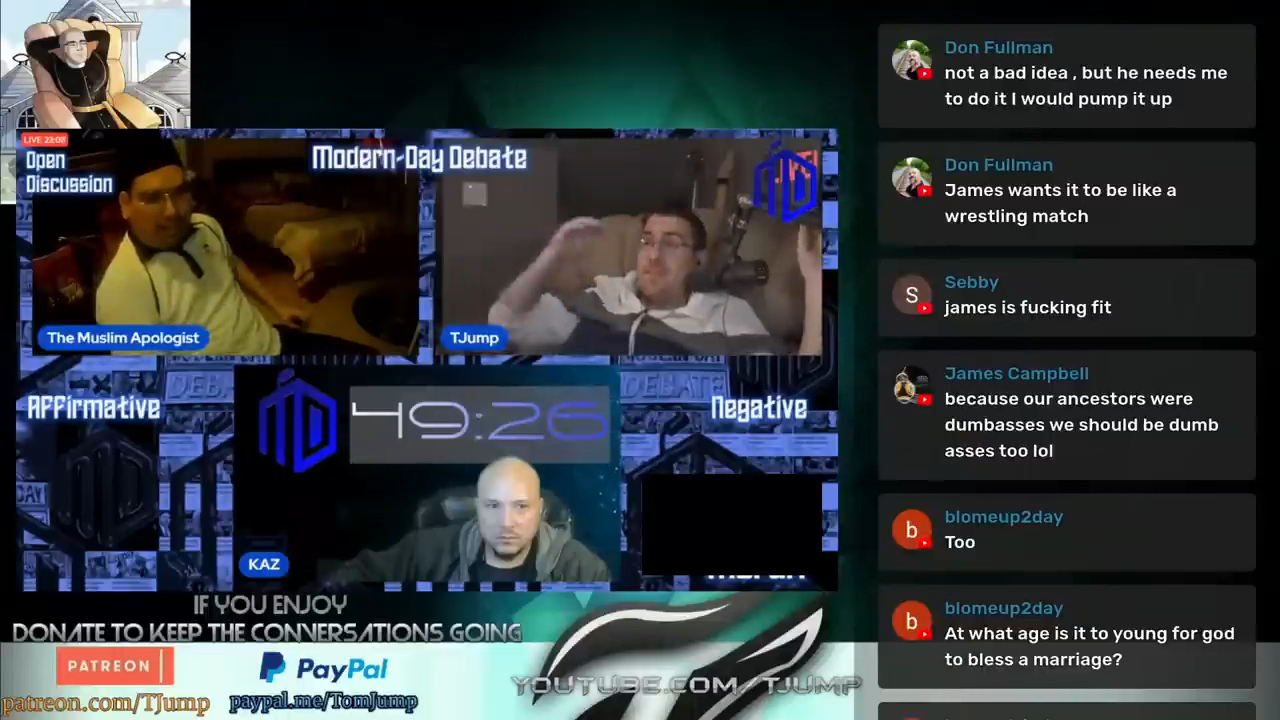 LIVE
Open
Discussion
Modern-Day Debate
The Muslim Apologist
TJump
Affirmative
DEBATE
DEBATE
Negative
DAY
49:26
KAZ
IF YOU ENJOY
DONATE TO KEEP THE CONVERSATIONS GOING
PATREON
PayPal
patreon.com/TJump
paypal.me/TomJump
YOUTUBE.COM/TJUMP
Don Fullman
not a bad idea , but he needs me
to do it I would pump it up
Don Fullman
James wants it to be like a
wrestling match
S
Sebby
james is fucking fit
James Campbell
because our ancestors were
dumbasses we should be dumb
asses too lol
b
blomeup2day
Too
b
blomeup2day
At what age is it to young for god
to bless a marriage?